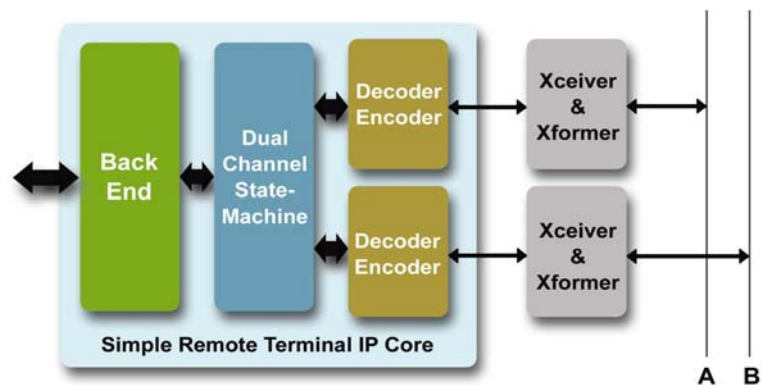 Back
End
Dual
Channel
State-
Machine
Decoder
Encoder
Decoder
Encoder
Xceiver
&
Xformer
Xceiver
&
Xformer
Simple Remote Terminal IP Core
A B